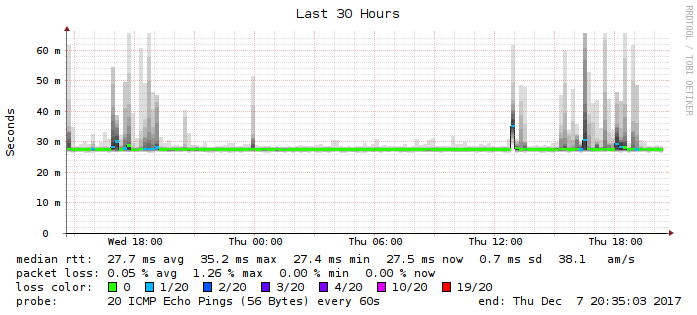 Last 30 Hours
RRDTOOL / TOBI OETIKER
Seconds
60 m
50 m
40 m
30 m
20 m
10 m
0
Wed 18:00 Thu 00:00 Thu 06:00 Thu 12:00 Thu 18:00
median rtt: 27.7 ms avg 35.2 ms max 27.4 ms min 27.5 ms now 0.7 ms sd 38.1 am/s
packet loss: 0.05 % avg 1.26 % max 0.00 % min 0.00 % now
loss color: 0 1/20 2/20 3/20 4/20 10/20 19/20
probe: 20 ICMP Echo Pings (56 Bytes) every 60s end: Thu Dec 7 20:35:03 2017